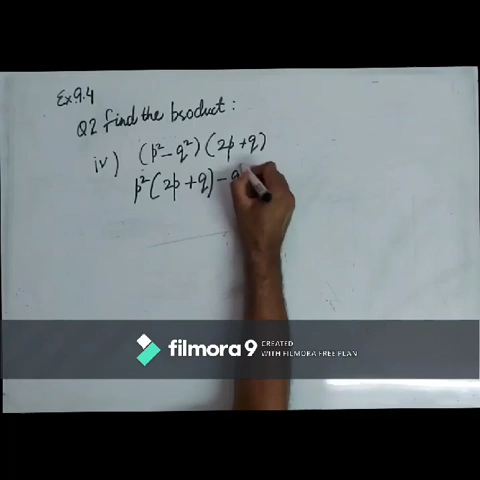 Ex 9.4
Q2 Find the product :
iv) (p² - q²) (2p + q)
p² (2p + q) - q
filmora 9 CREATED
WITH FILMORA FREE PLAN